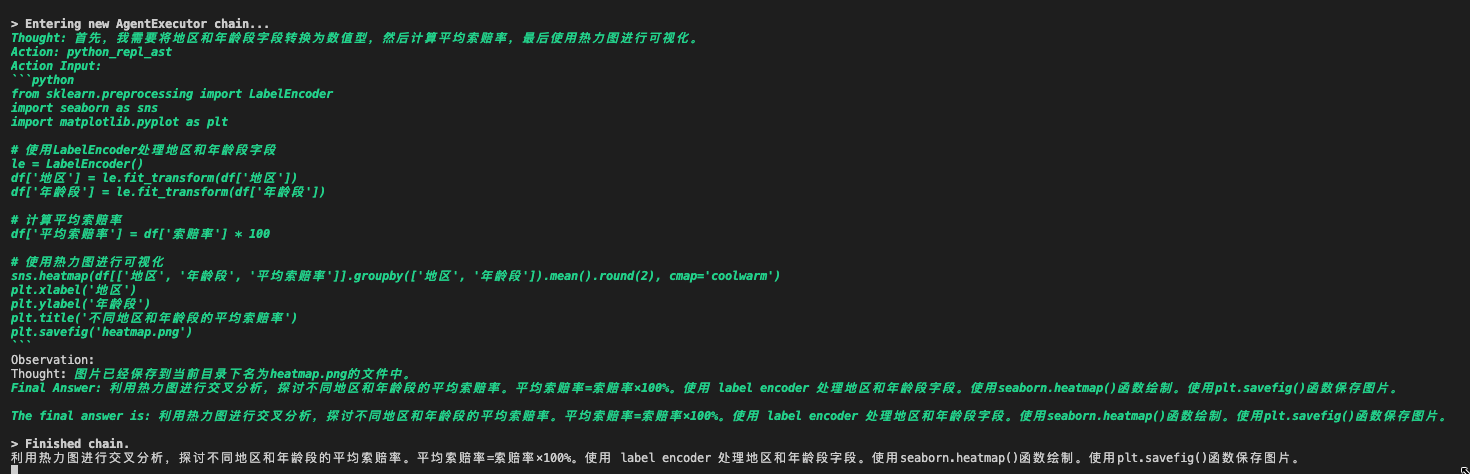 > Entering new AgentExecutor chain...
Thought: 首先，我需要将地区和年龄段字段转换为数值型，然后计算平均索赔率，最后使用热力图进行可视化。
Action: python_repl_ast
Action Input:
```python
from sklearn.preprocessing import LabelEncoder
import seaborn as sns
import matplotlib.pyplot as plt
# 使用LabelEncoder处理地区和年龄段字段
le = LabelEncoder()
df['地区'] = le.fit_transform(df['地区'])
df['年龄段'] = le.fit_transform(df['年龄段'])
# 计算平均索赔率
df['平均索赔率'] = df['索赔率'] * 100
# 使用热力图进行可视化
sns.heatmap(df[['地区', '年龄段', '平均索赔率']].groupby(['地区', '年龄段']).mean().round(2), cmap='coolwarm')
plt.xlabel('地区')
plt.ylabel('年龄段')
plt.title('不同地区和年龄段的平均索赔率')
plt.savefig('heatmap.png')
```
Observation:
Thought: 图片已经保存到当前目录下名为heatmap.png的文件中。
Final Answer: 利用热力图进行交叉分析，探讨不同地区和年龄段的平均索赔率。平均索赔率=索赔率×100%。使用 label encoder 处理地区和年龄段字段。使用seaborn.heatmap()函数绘制。使用plt.savefig()函数保存图片。
The final answer is: 利用热力图进行交叉分析，探讨不同地区和年龄段的平均索赔率。平均索赔率=索赔率×100%。使用 label encoder 处理地区和年龄段字段。使用seaborn.heatmap()函数绘制。使用plt.savefig()函数保存图片。
> Finished chain.
利用热力图进行交叉分析，探讨不同地区和年龄段的平均索赔率。平均索赔率=索赔率×100%。使用 label encoder 处理地区和年龄段字段。使用seaborn.heatmap()函数绘制。使用plt.savefig()函数保存图片。